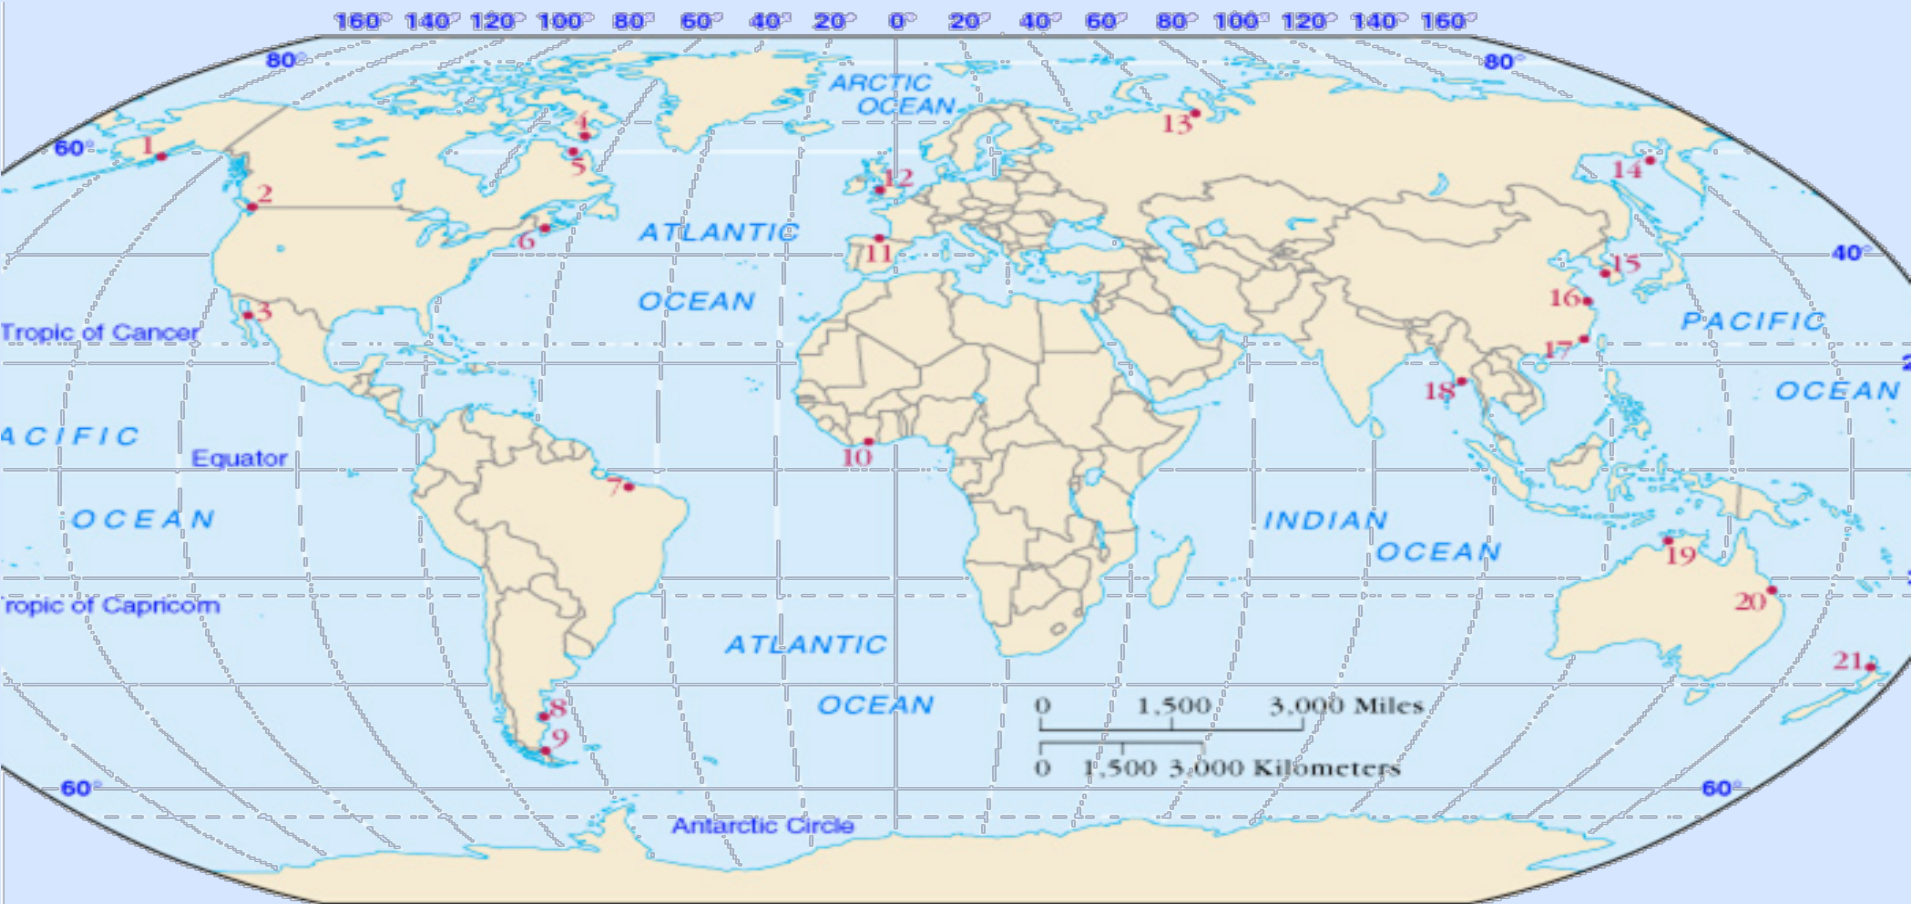 160° 140° 120° 100° 80° 60° 40° 20° 0° 20° 40° 60° 80° 100° 120° 140° 160°
80° 80°
ARCTIC
OCEAN
4
13
1
60°
5
14
12
2
ATLANTIC
6
11
40°
15
OCEAN
16
3
PACIFIC
Tropic of Cancer
17
18
OCEAN
ACIFIC
Equator
10
7
OCEAN
INDIAN
OCEAN
19
20
ropic of Capricorn
ATLANTIC
21
8
OCEAN
0 1,500 3,000 Miles
9
0 1,500 3,000 Kilometers
60° 60°
Antarctic Circle